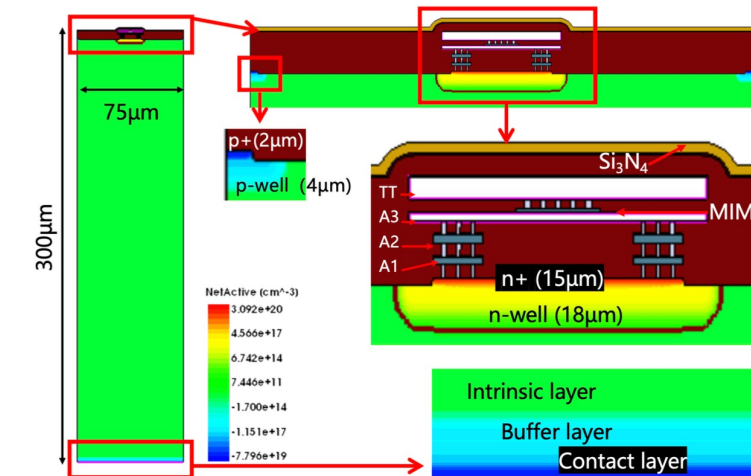 75μm
300μm
p+(2μm)
p-well (4μm)
NetActive (cm^-3)
3.092e+20
4.566e+17
6.742e+14
7.446e+11
-1.700e+14
-1.151e+17
-7.796e+19
Si₃N₄
TT
MIM
A3
A2
A1
n+ (15μm)
n-well (18μm)
Intrinsic layer
Buffer layer
Contact layer